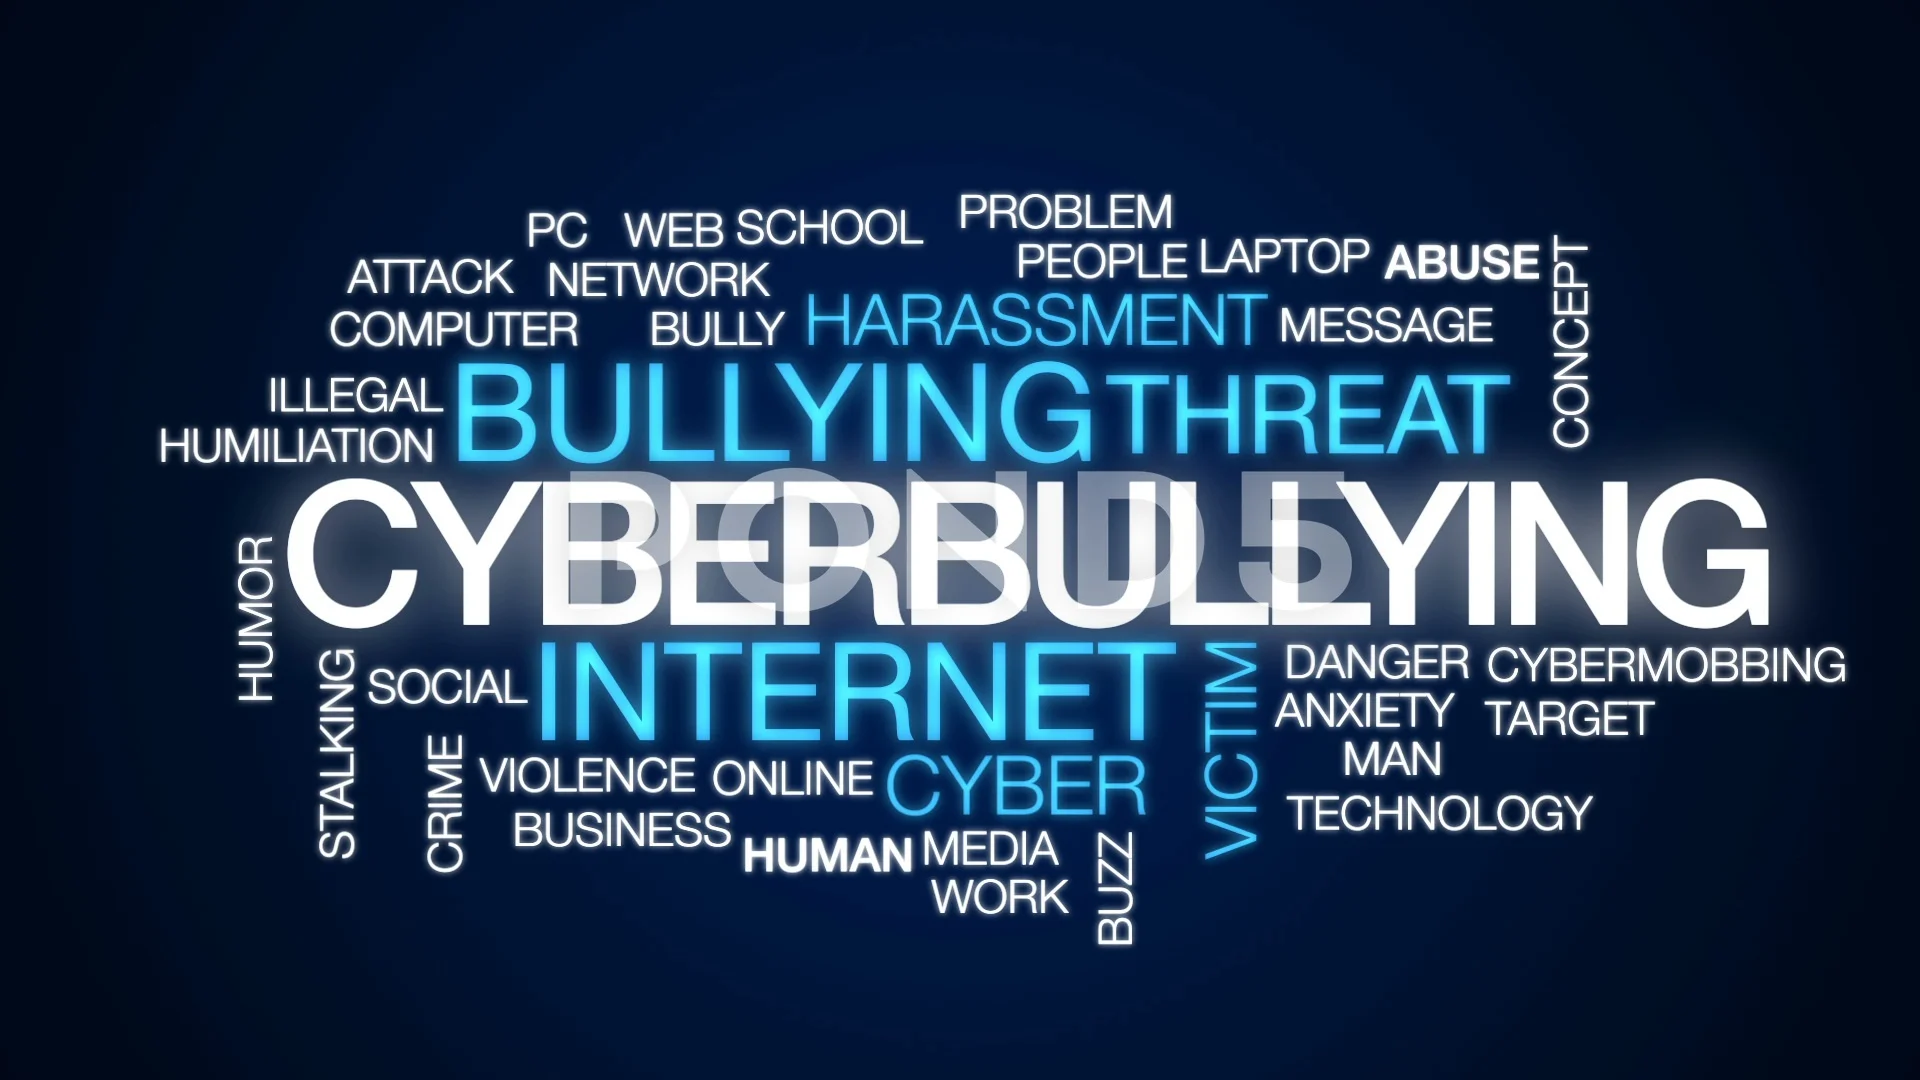 PROBLEM
PC WEB SCHOOL
PEOPLE LAPTOP ABUSE
CONCEPT
ATTACK NETWORK
COMPUTER BULLY HARASSMENT MESSAGE
ILLEGAL
BULLYING THREAT
HUMILIATION
CYBERBULLYING
POND5
HUMOR
STALKING
SOCIAL INTERNET
VICTIM
DANGER CYBERMOBBING
ANXIETY TARGET
MAN
CRIME
VIOLENCE ONLINE CYBER
TECHNOLOGY
BUSINESS
HUMAN MEDIA
WORK
BUZZ